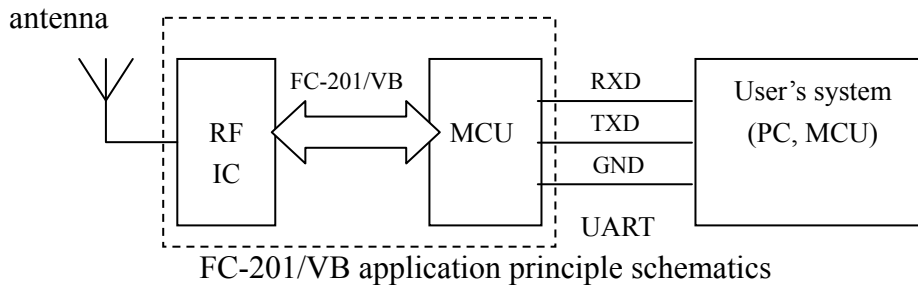 antenna
FC-201/VB
RF
IC
MCU
RXD
TXD
GND
UART
User’s system
(PC, MCU)
FC-201/VB application principle schematics